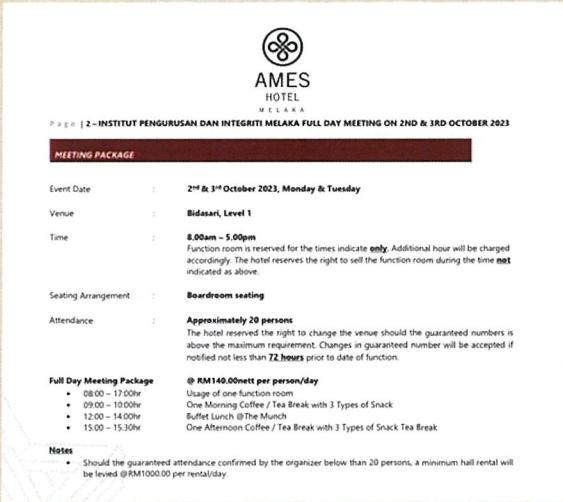 AMES
HOTEL
MELAKA
Page | 2 – INSTITUT PENGURUSAN DAN INTEGRITI MELAKA FULL DAY MEETING ON 2ND & 3RD OCTOBER 2023
MEETING PACKAGE
Event Date : 2nd & 3rd October 2023, Monday & Tuesday
Venue : Bidasari, Level 1
Time : 8.00am – 5.00pm
Function room is reserved for the times indicate only. Additional hour will be charged
accordingly. The hotel reserves the right to sell the function room during the time not
indicated as above.
Seating Arrangement : Boardroom seating
Attendance : Approximately 20 persons
The hotel reserved the right to change the venue should the guaranteed numbers is
above the maximum requirement. Changes in guaranteed number will be accepted if
notified not less than 72 hours prior to date of function.
Full Day Meeting Package @ RM140.00nett per person/day
• 08:00 – 17:00hr Usage of one function room
• 09:00 – 10:00hr One Morning Coffee / Tea Break with 3 Types of Snack
• 12:00 – 14:00hr Buffet Lunch @The Munch
• 15:00 – 15:30hr One Afternoon Coffee / Tea Break with 3 Types of Snack Tea Break
Notes
• Should the guaranteed attendance confirmed by the organizer below than 20 persons, a minimum hall rental will
be levied @RM1000.00 per rental/day.